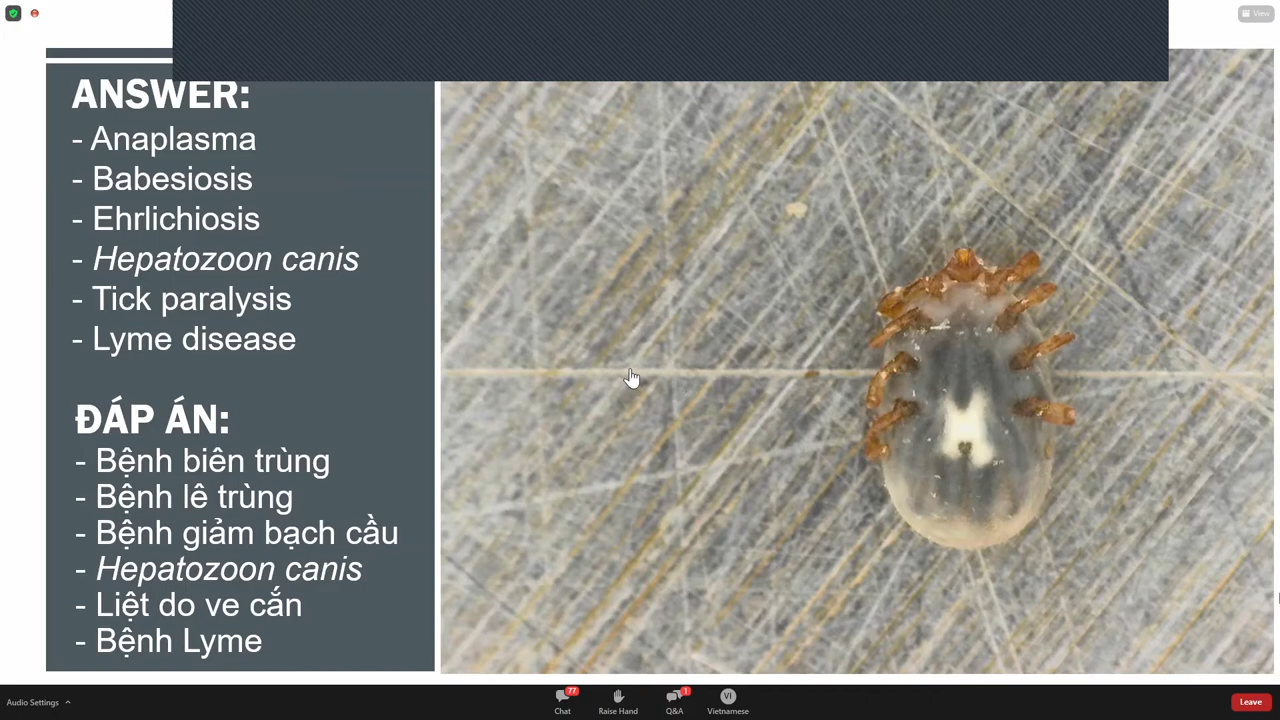 View
ANSWER:
- Anaplasma
- Babesiosis
- Ehrlichiosis
- Hepatozoon canis
- Tick paralysis
- Lyme disease
ĐÁP ÁN:
- Bệnh biên trùng
- Bệnh lê trùng
- Bệnh giảm bạch cầu
- Hepatozoon canis
- Liệt do ve cắn
- Bệnh Lyme
Audio Settings
77
Chat
Raise Hand
1
Q&A
VI
Vietnamese
Leave